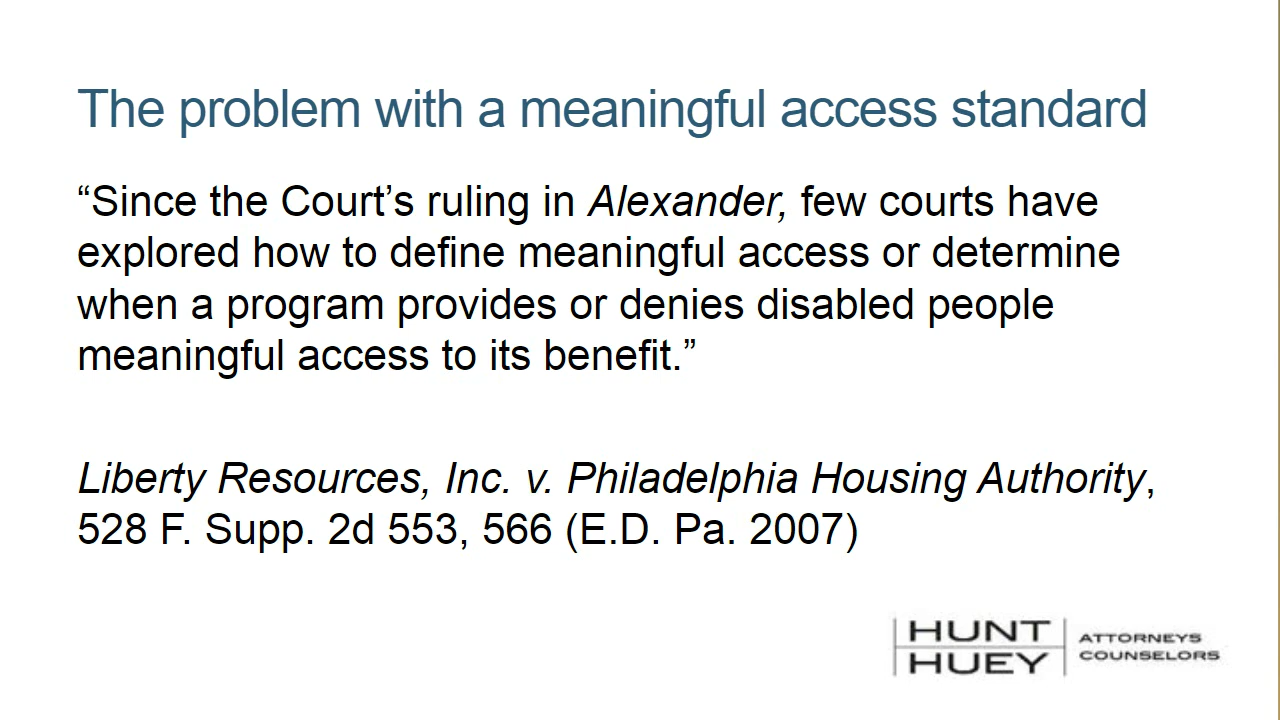 The problem with a meaningful access standard
“Since the Court’s ruling in Alexander, few courts have
explored how to define meaningful access or determine
when a program provides or denies disabled people
meaningful access to its benefit.”
Liberty Resources, Inc. v. Philadelphia Housing Authority,
528 F. Supp. 2d 553, 566 (E.D. Pa. 2007)
HUNT
HUEY
ATTORNEYS
COUNSELORS